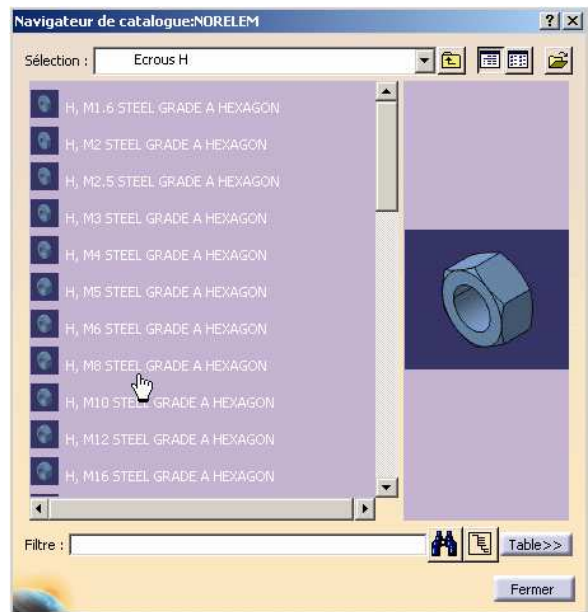 Navigateur de catalogue:NORELEM
Sélection : Ecrous H
H, M1.6 STEEL GRADE A HEXAGON
H, M2 STEEL GRADE A HEXAGON
H, M2.5 STEEL GRADE A HEXAGON
H, M3 STEEL GRADE A HEXAGON
H, M4 STEEL GRADE A HEXAGON
H, M5 STEEL GRADE A HEXAGON
H, M6 STEEL GRADE A HEXAGON
H, M8 STEEL GRADE A HEXAGON
H, M10 STEEL GRADE A HEXAGON
H, M12 STEEL GRADE A HEXAGON
H, M16 STEEL GRADE A HEXAGON
Filtre : Table>>
Fermer